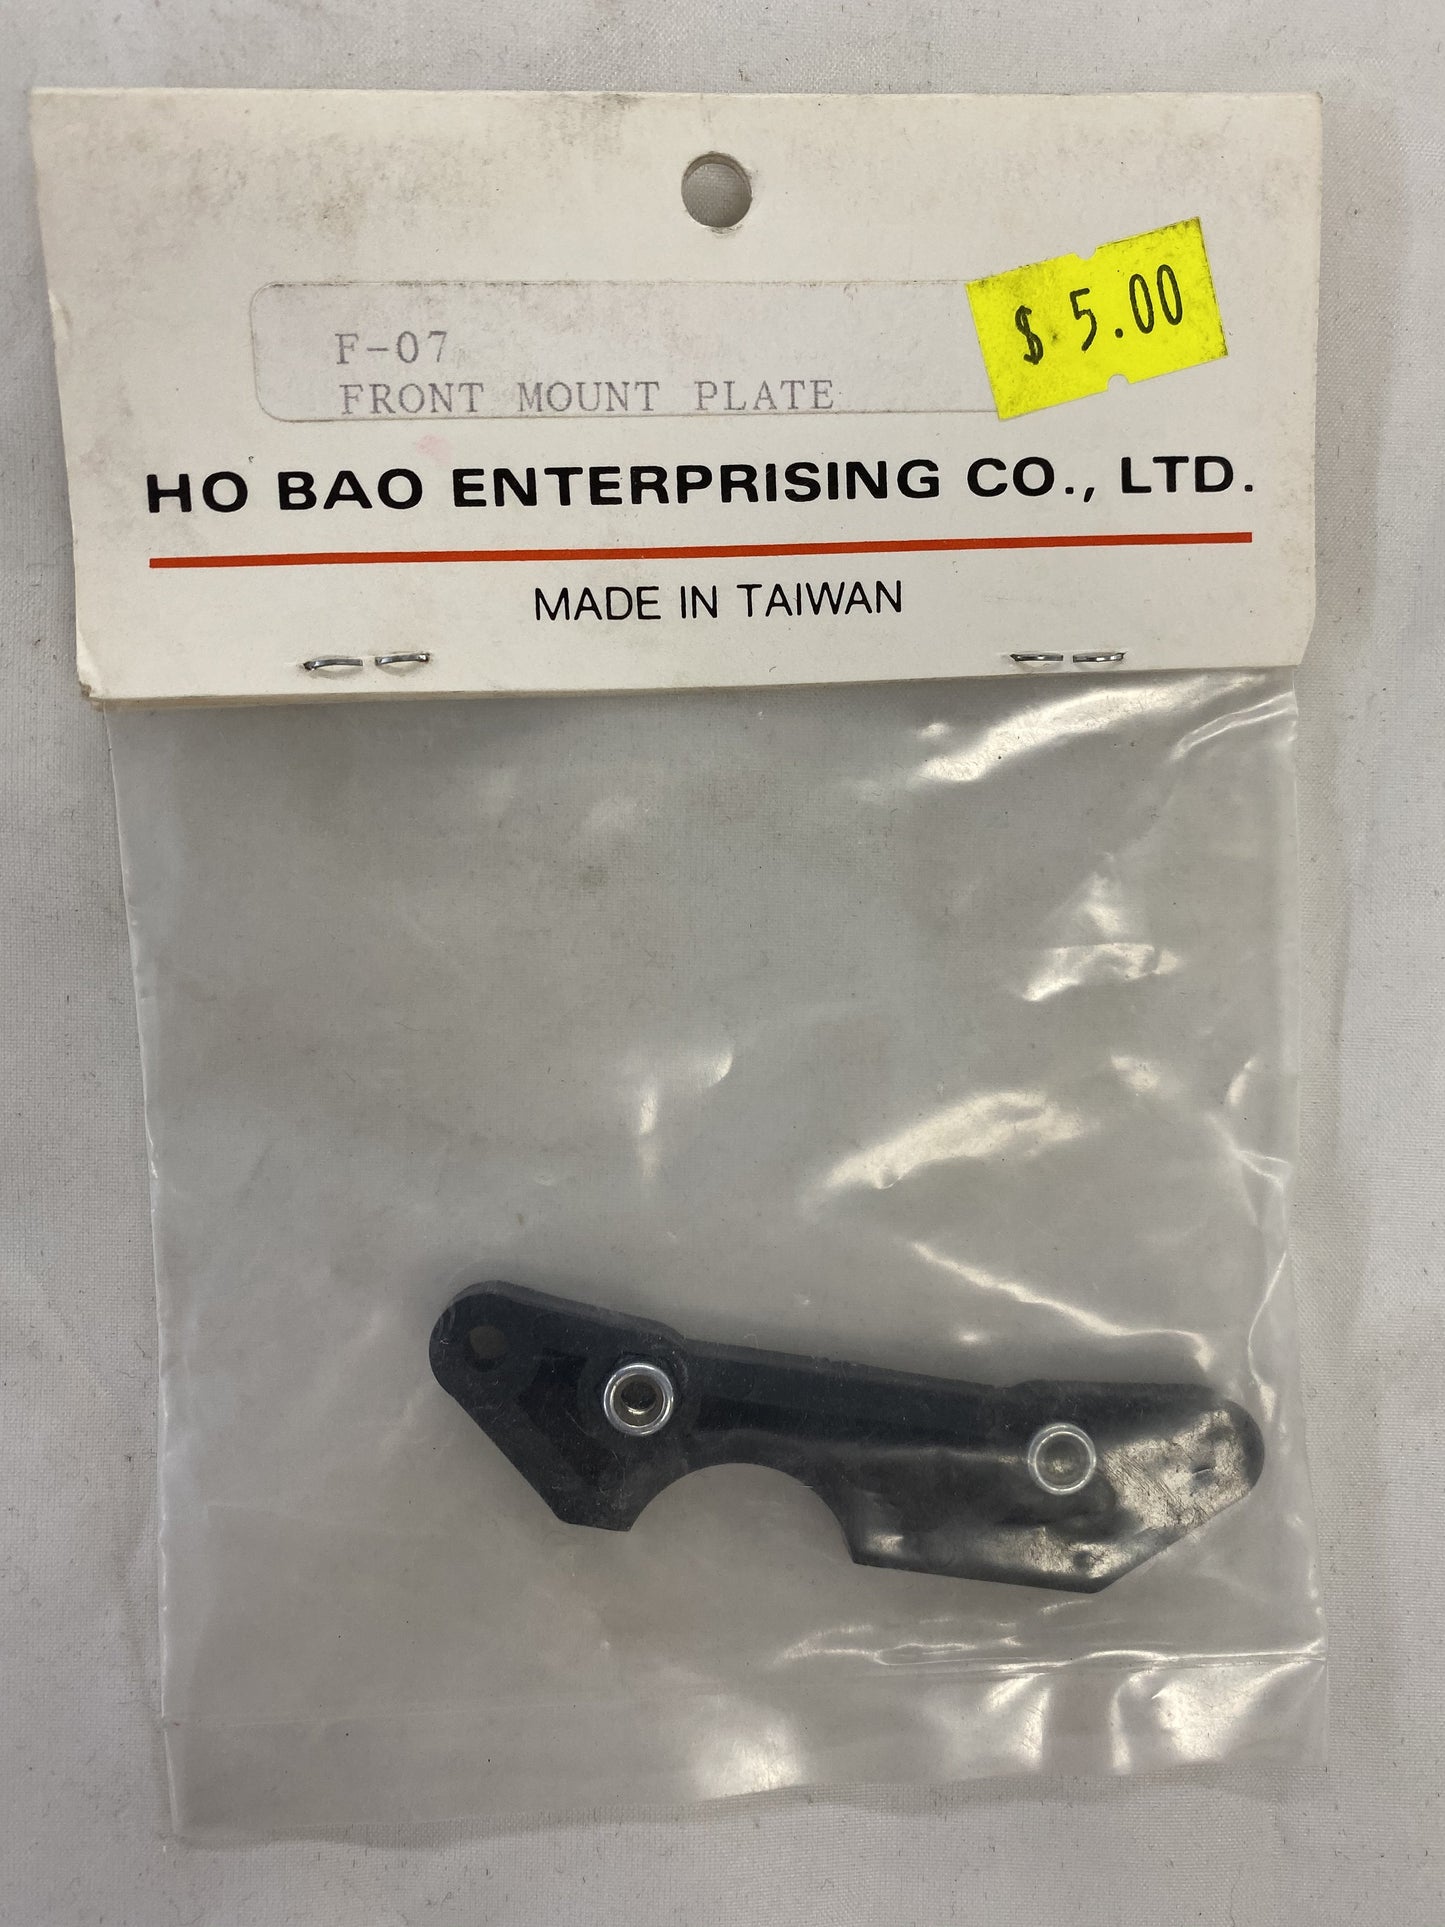 $ 5.00
F-07
FRONT MOUNT PLATE
HO BAO ENTERPRISING CO., LTD.
MADE IN TAIWAN